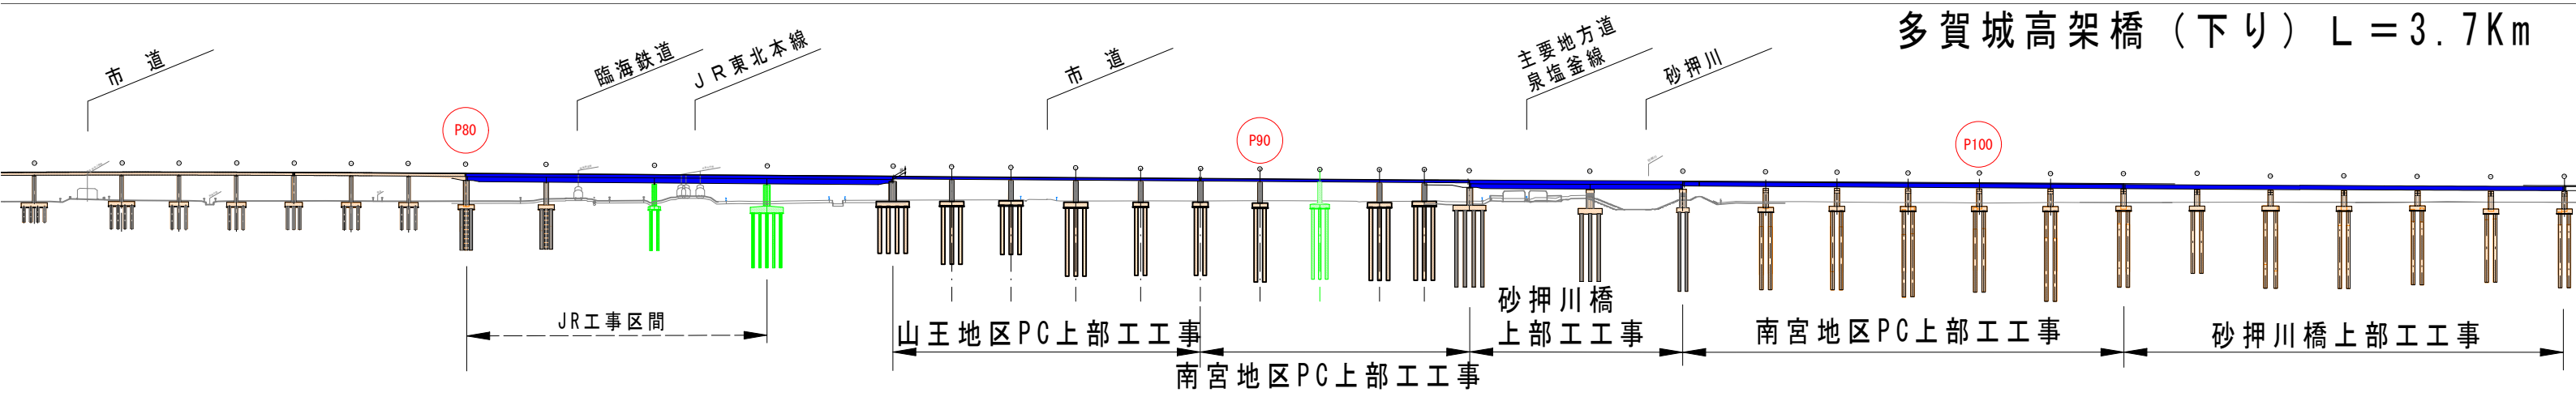 多賀城高架橋（下り）Ｌ＝3.7Km
市道
臨海鉄道
ＪＲ東北本線
市道
主要地方道
泉塩釜線
砂押川
P80
P90
P100
JR工事区間
山王地区PC上部工工事
南宮地区PC上部工工事
砂押川橋
上部工工事
南宮地区PC上部工工事
砂押川橋上部工工事